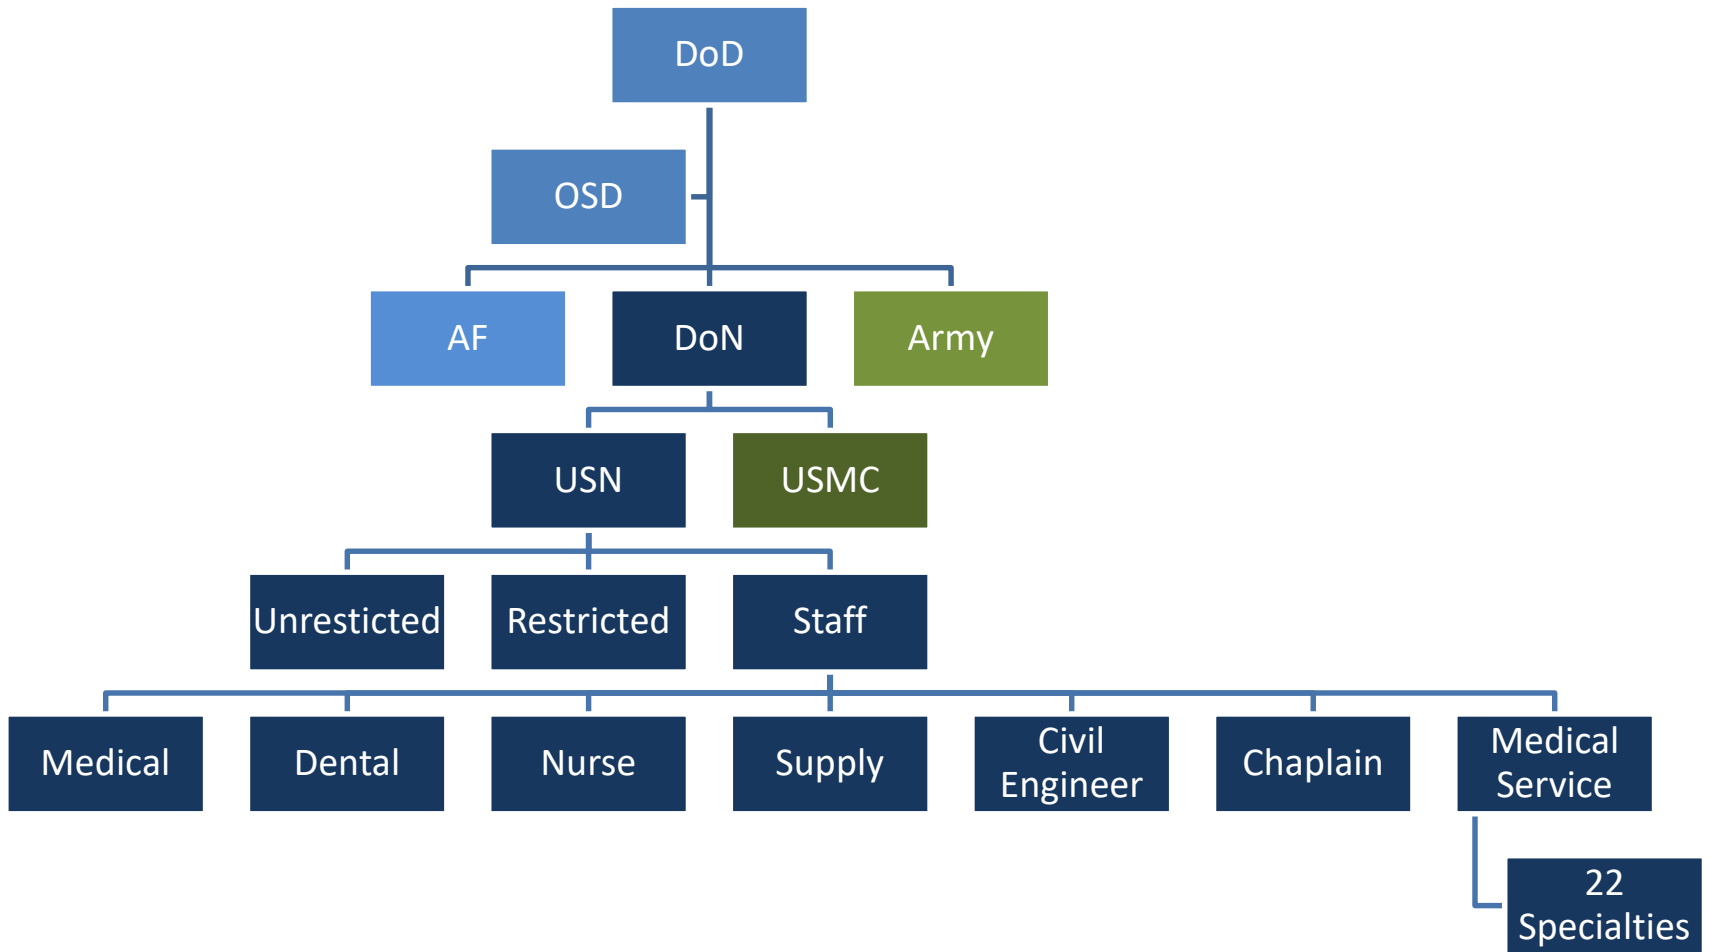 DoD
OSD
AF
DoN
Army
USN
USMC
Unresticted
Restricted
Staff
Medical
Dental
Nurse
Supply
Civil
Engineer
Chaplain
Medical
Service
22
Specialties